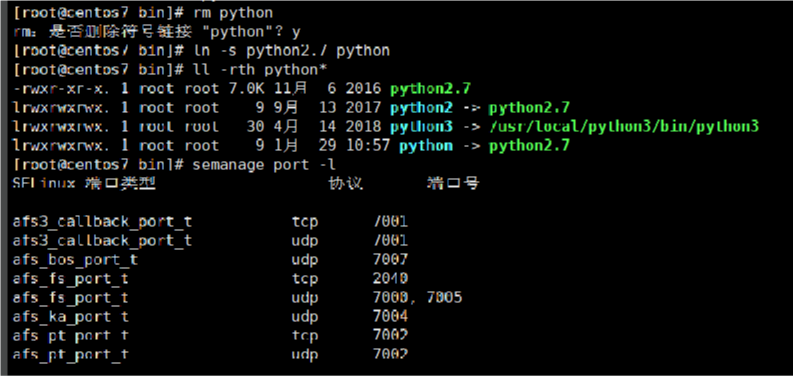 [root@centos7 bin]# rm python
rm：是否删除符号链接 "python"？y
[root@centos7 bin]# ln -s python2.7 python
[root@centos7 bin]# ll -rth python*
-rwxr-xr-x. 1 root root 7.0K 11月  6 2016 python2.7
lrwxrwxrwx. 1 root root    9 9月  13 2017 python2 -> python2.7
lrwxrwxrwx. 1 root root   30 4月  14 2018 python3 -> /usr/local/python3/bin/python3
lrwxrwxrwx. 1 root root    9 1月  29 10:57 python -> python2.7
[root@centos7 bin]# semanage port -l
SELinux 端口类型                  协议      端口号
afs3_callback_port_t           tcp      7001
afs3_callback_port_t           udp      7001
afs_bos_port_t                 udp      7007
afs_fs_port_t                  tcp      2040
afs_fs_port_t                  udp      7000, 7005
afs_ka_port_t                  udp      7004
afs_pt_port_t                  tcp      7002
afs_pt_port_t                  udp      7002